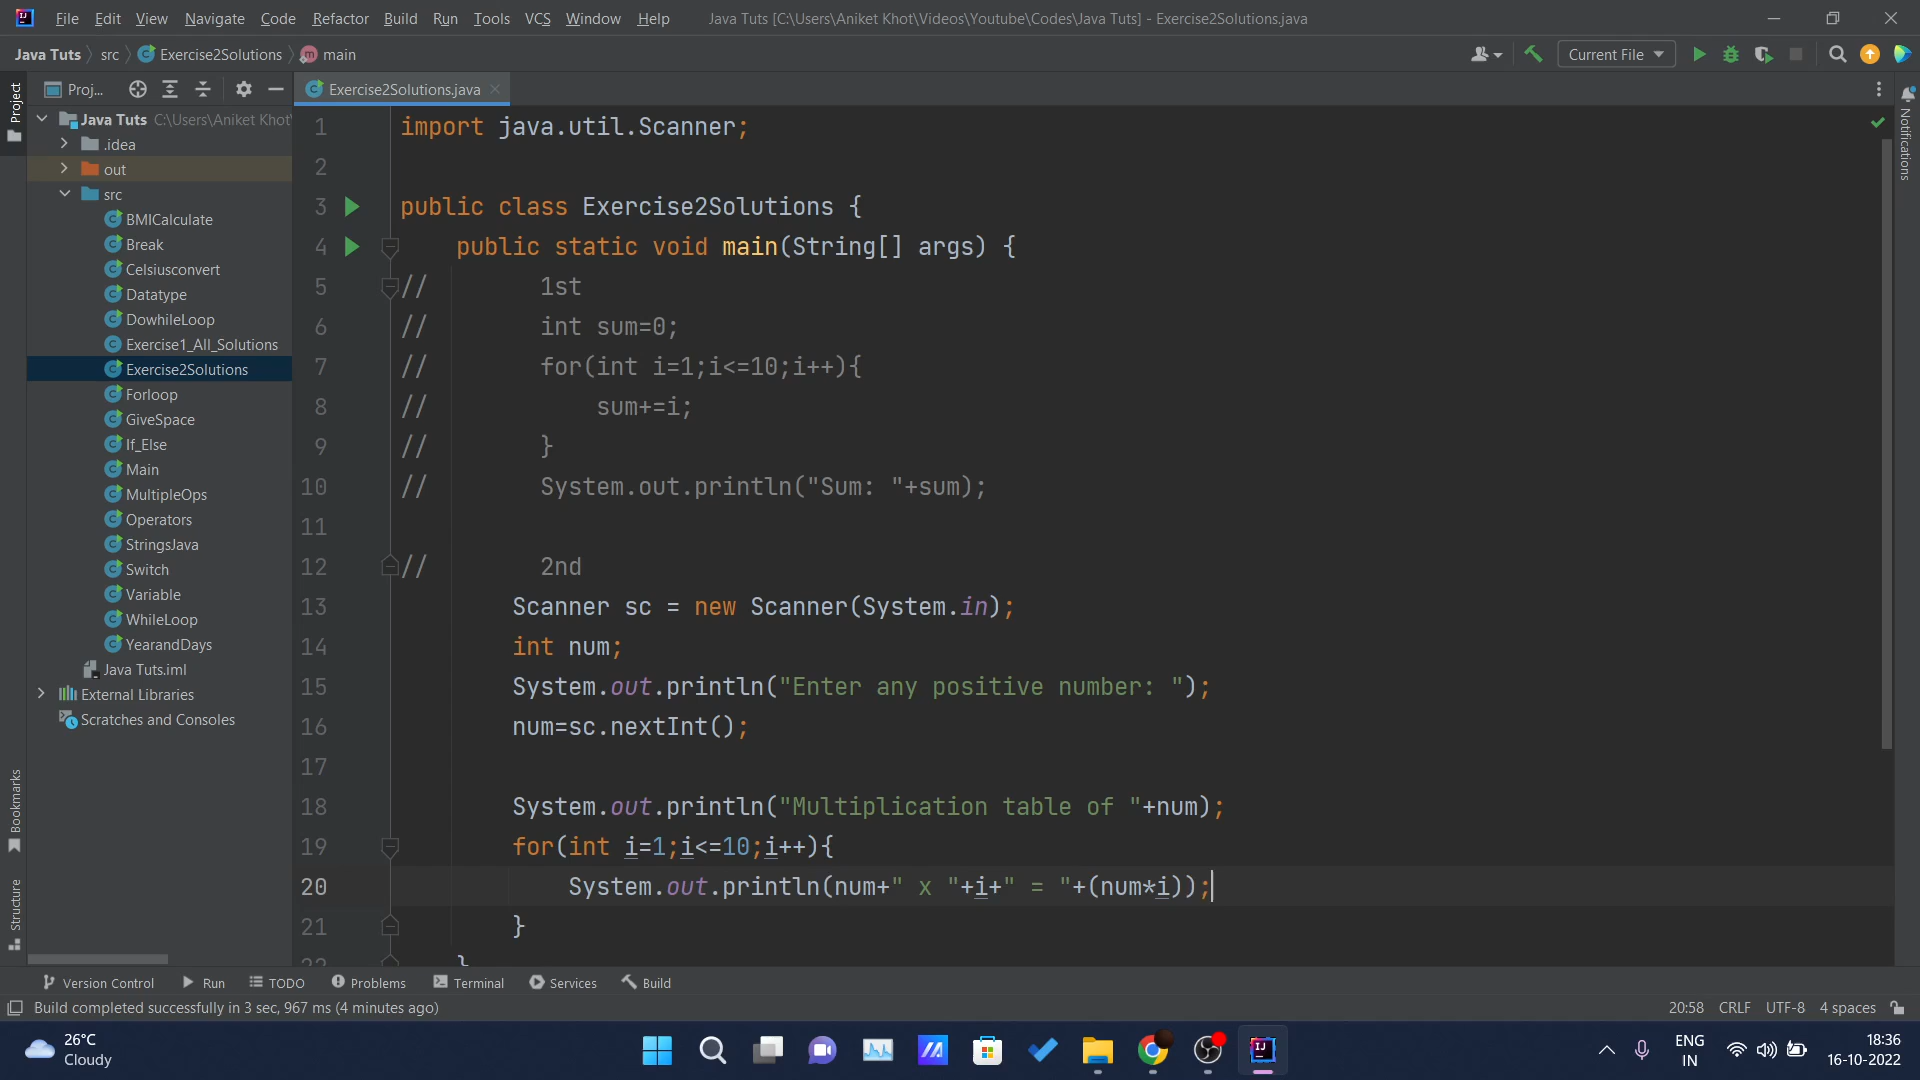 File Edit View Navigate Code Refactor Build Run Tools VCS Window Help Java Tuts [C:\Users\Aniket Khot\Videos\Youtube\Codes\Java Tuts] - Exercise2Solutions.java
Java Tuts src Exercise2Solutions main Current File
Proj... Exercise2Solutions.java
Project
Java Tuts C:\Users\Aniket Khot\
.idea
out
src
BMICalculate
Break
Celsiusconvert
Datatype
DowhileLoop
Exercise1_All_Solutions
Exercise2Solutions
Forloop
GiveSpace
If_Else
Main
MultipleOps
Operators
StringsJava
Switch
Variable
WhileLoop
YearandDays
Java Tuts.iml
External Libraries
Scratches and Consoles
Bookmarks
Structure
1 import java.util.Scanner;
2
3 public class Exercise2Solutions {
4 public static void main(String[] args) {
5 // 1st
6 // int sum=0;
7 // for(int i=1;i<=10;i++){
8 // sum+=i;
9 // }
10 // System.out.println("Sum: "+sum);
11
12 // 2nd
13 Scanner sc = new Scanner(System.in);
14 int num;
15 System.out.println("Enter any positive number: ");
16 num=sc.nextInt();
17
18 System.out.println("Multiplication table of "+num);
19 for(int i=1;i<=10;i++){
20 System.out.println(num+" x "+i+" = "+(num*i));
21 }
22 }
Notifications
Version Control Run TODO Problems Terminal Services Build
Build completed successfully in 3 sec, 967 ms (4 minutes ago) 20:58 CRLF UTF-8 4 spaces
26°C
Cloudy
ENG
IN
18:36
16-10-2022